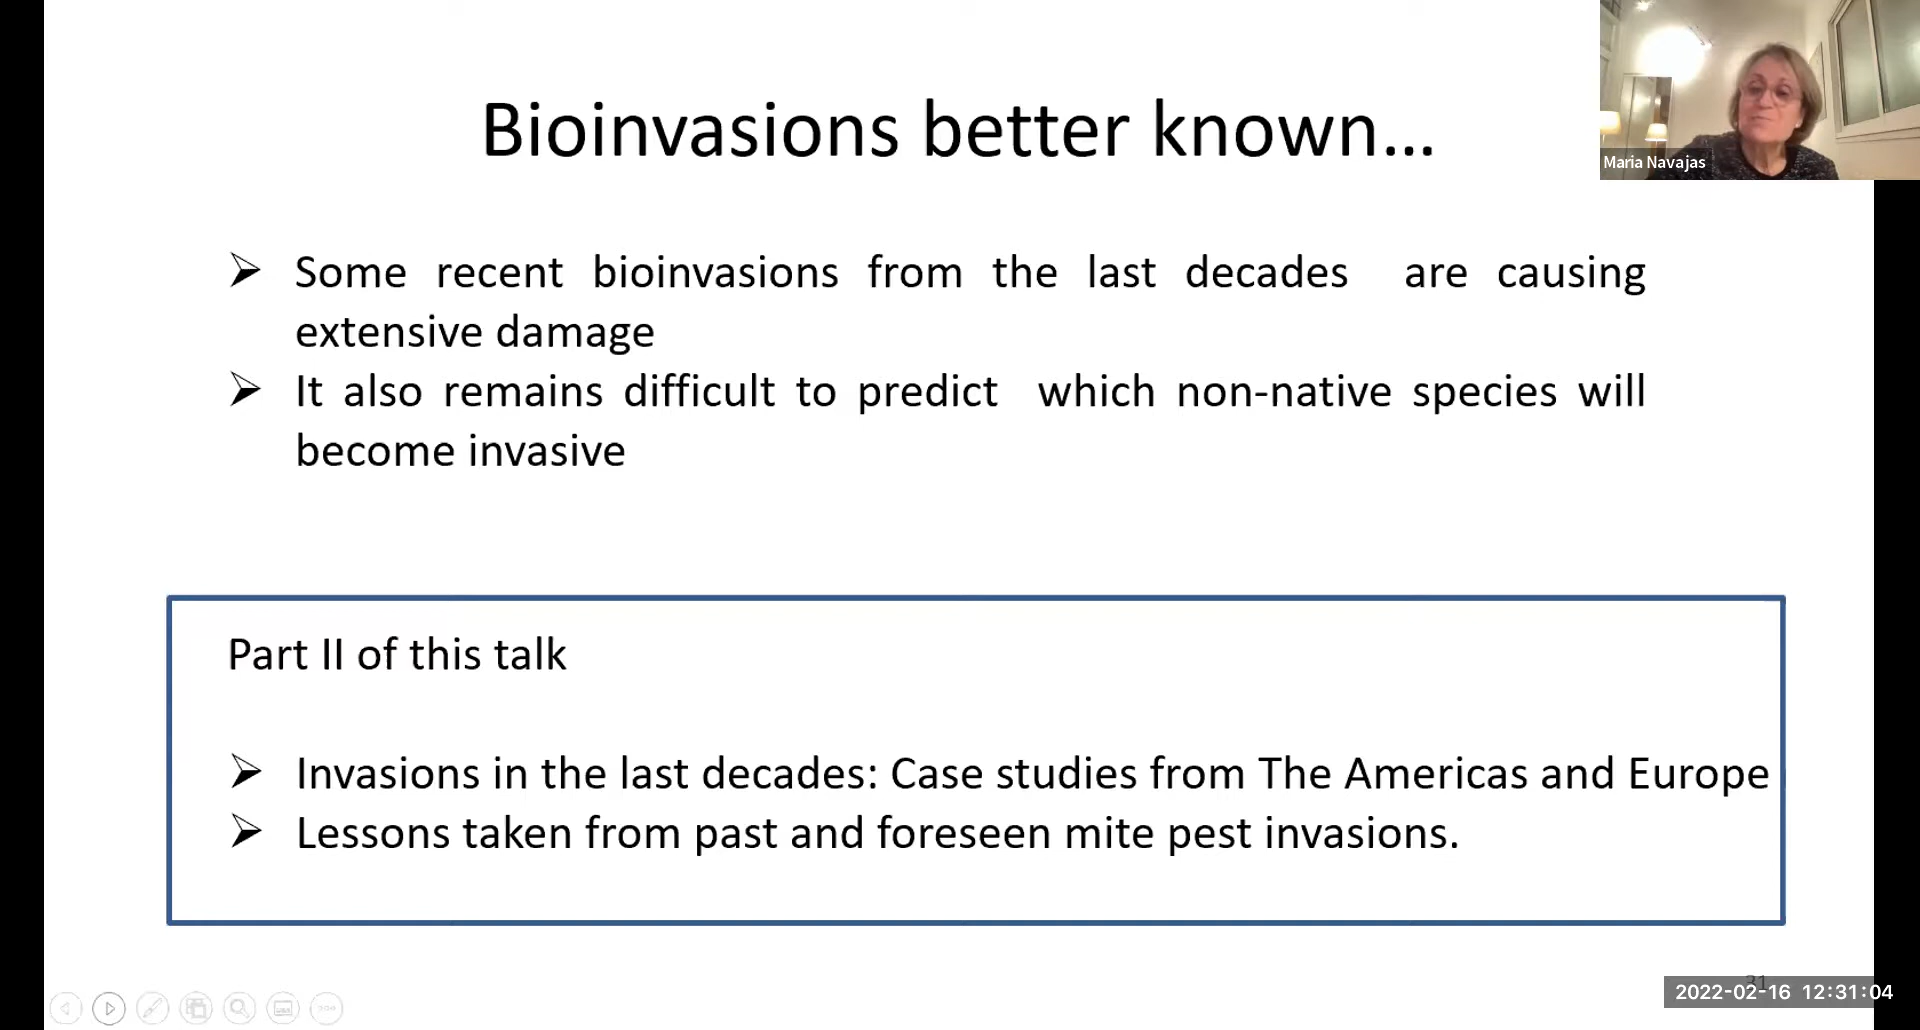 Bioinvasions better known...
Maria Navajas
➢ Some recent bioinvasions from the last decades are causing
extensive damage
➢ It also remains difficult to predict which non-native species will
become invasive
Part II of this talk
➢ Invasions in the last decades: Case studies from The Americas and Europe
➢ Lessons taken from past and foreseen mite pest invasions.
31
2022-02-16 12:31:04